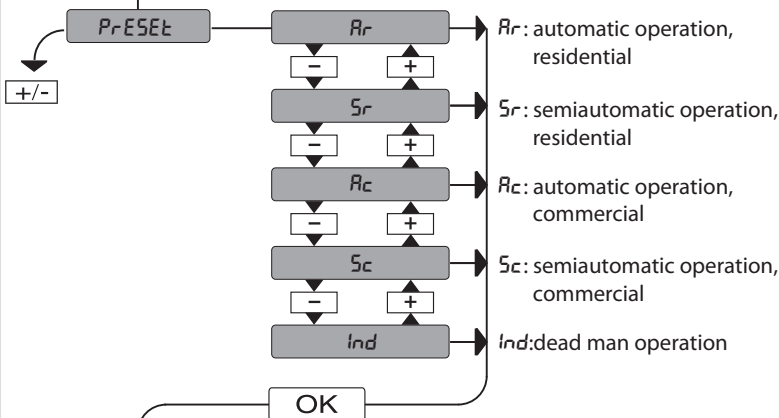 PrESEt
+/-
Ar
Ar: automatic operation,
residential
- +
Sr
Sr: semiautomatic operation,
residential
- +
Ac
Ac: automatic operation,
commercial
- +
Sc
Sc: semiautomatic operation,
commercial
- +
Ind
Ind:dead man operation
OK